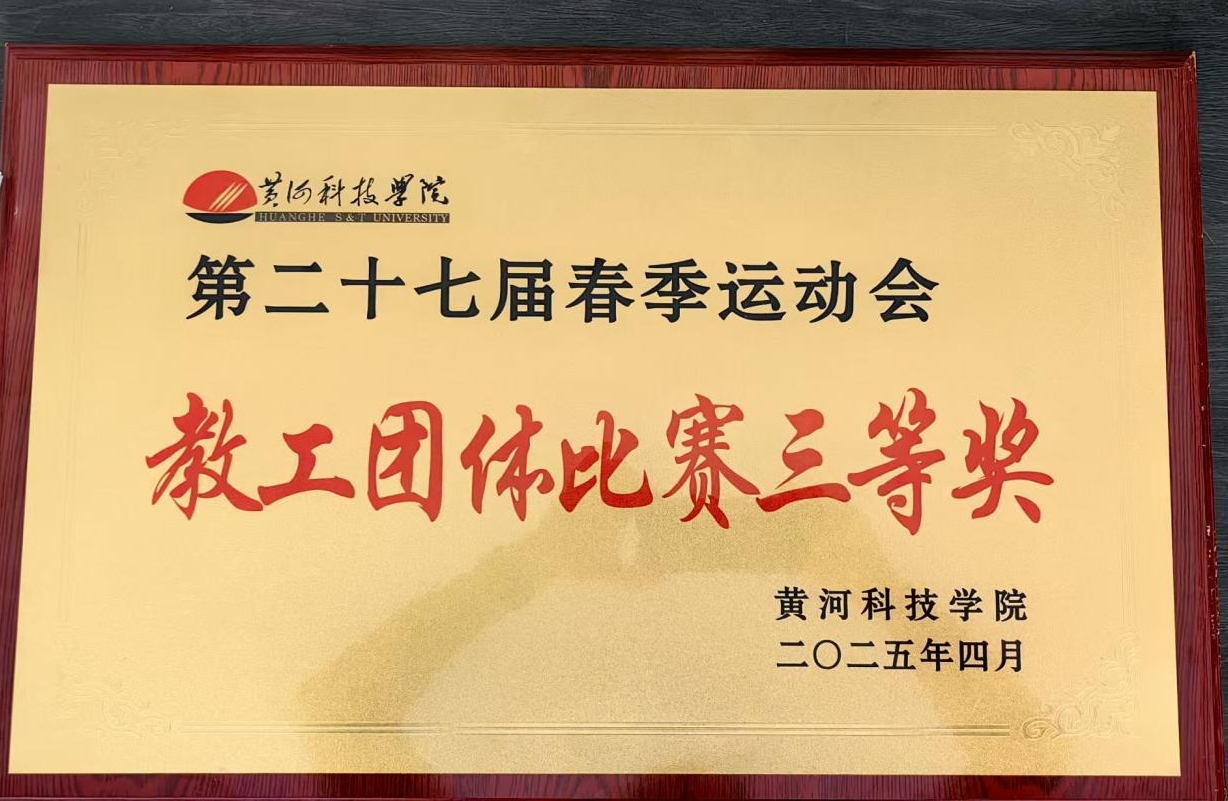 黄河科技学院
HUANGHE S&T UNIVERSITY
第二十七届春季运动会
教工团体比赛三等奖
黄河科技学院
二〇二五年四月